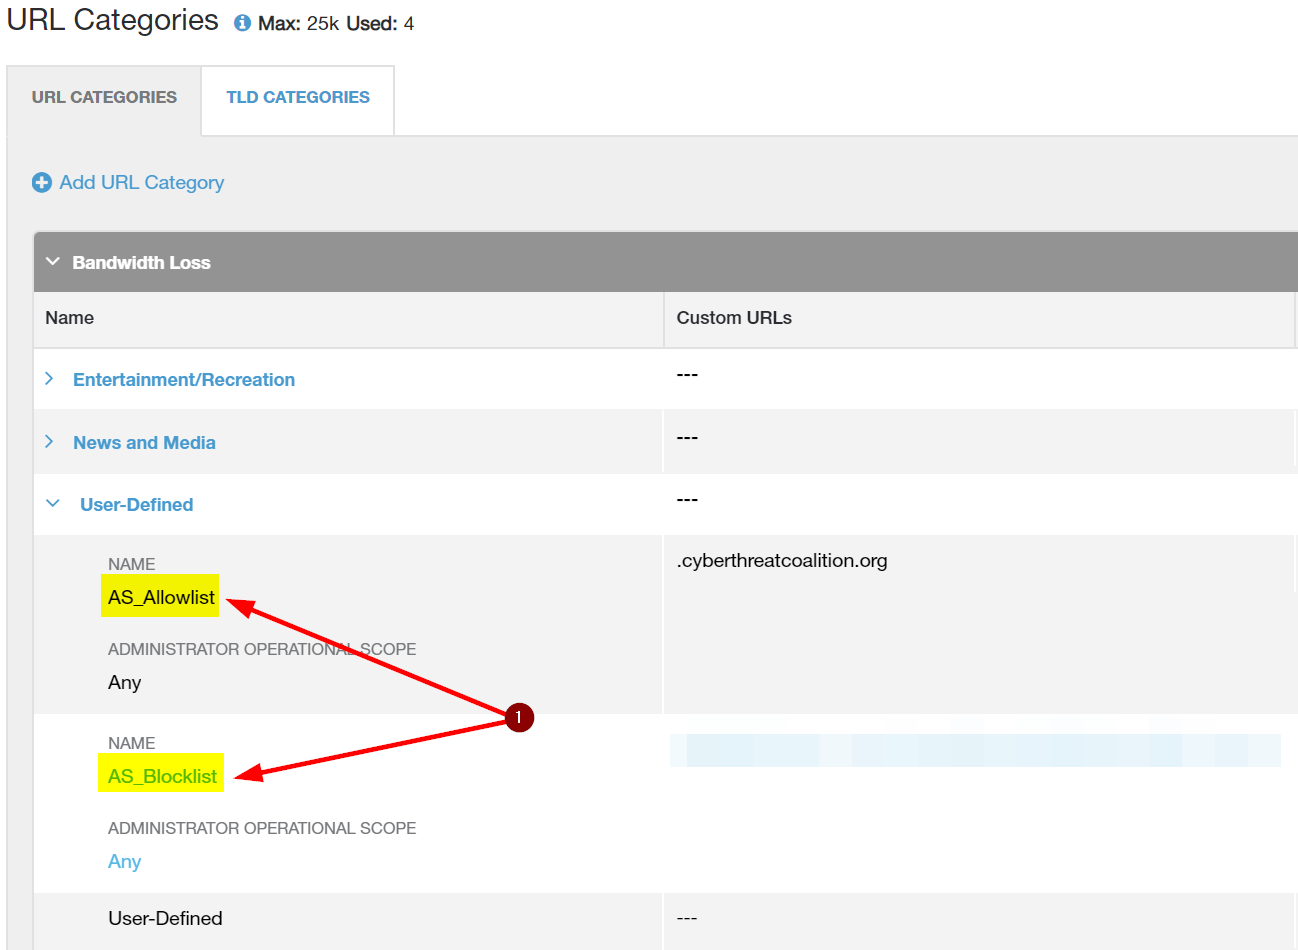 URL Categories Max: 25k Used: 4
URL CATEGORIES TLD CATEGORIES
Add URL Category
Bandwidth Loss
Name Custom URLs
Entertainment/Recreation ---
News and Media ---
User-Defined ---
NAME .cyberthreatcoalition.org
AS_Allowlist
ADMINISTRATOR OPERATIONAL SCOPE
Any
1
NAME
AS_Blocklist
ADMINISTRATOR OPERATIONAL SCOPE
Any
User-Defined ---